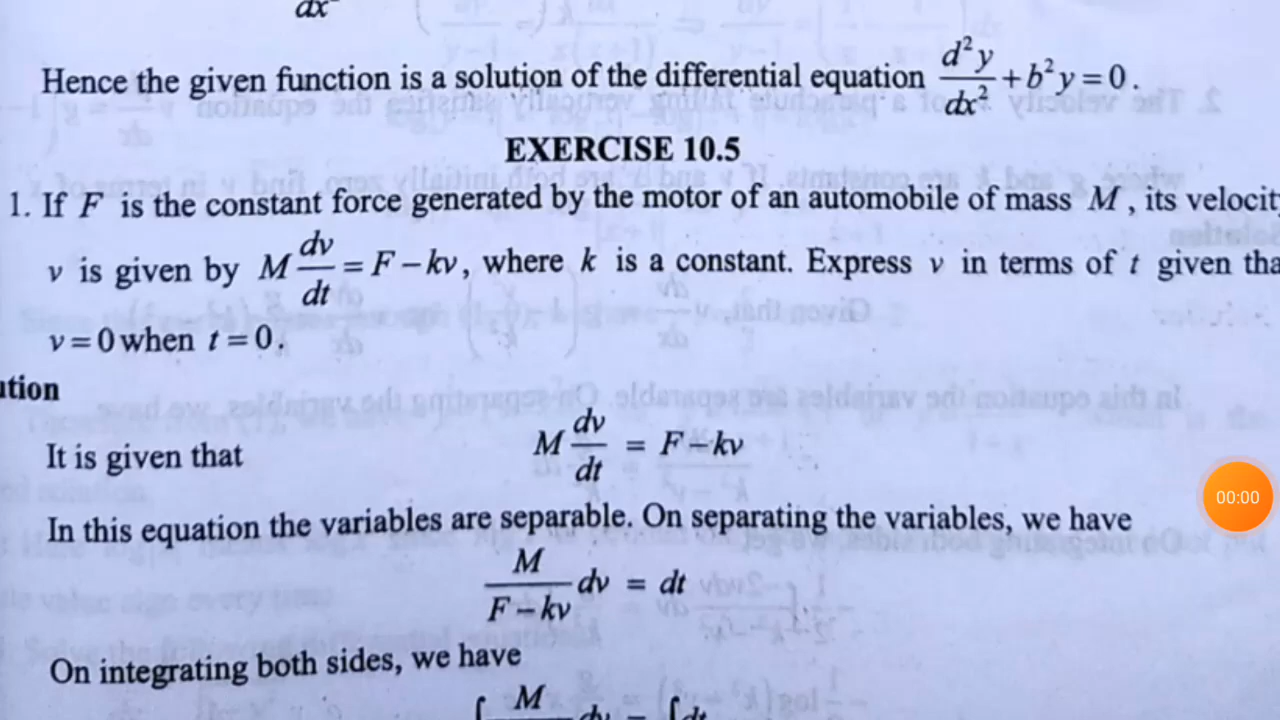 dx
Hence the given function is a solution of the differential equation d²y/dx² + b²y = 0.
EXERCISE 10.5
1. If F is the constant force generated by the motor of an automobile of mass M, its velocit
v is given by M dv/dt = F − kv, where k is a constant. Express v in terms of t given tha
v = 0 when t = 0.
ution
It is given that M dv/dt = F − kv
In this equation the variables are separable. On separating the variables, we have
M/(F − kv) dv = dt
On integrating both sides, we have
∫ M dv = ∫ dt
00:00